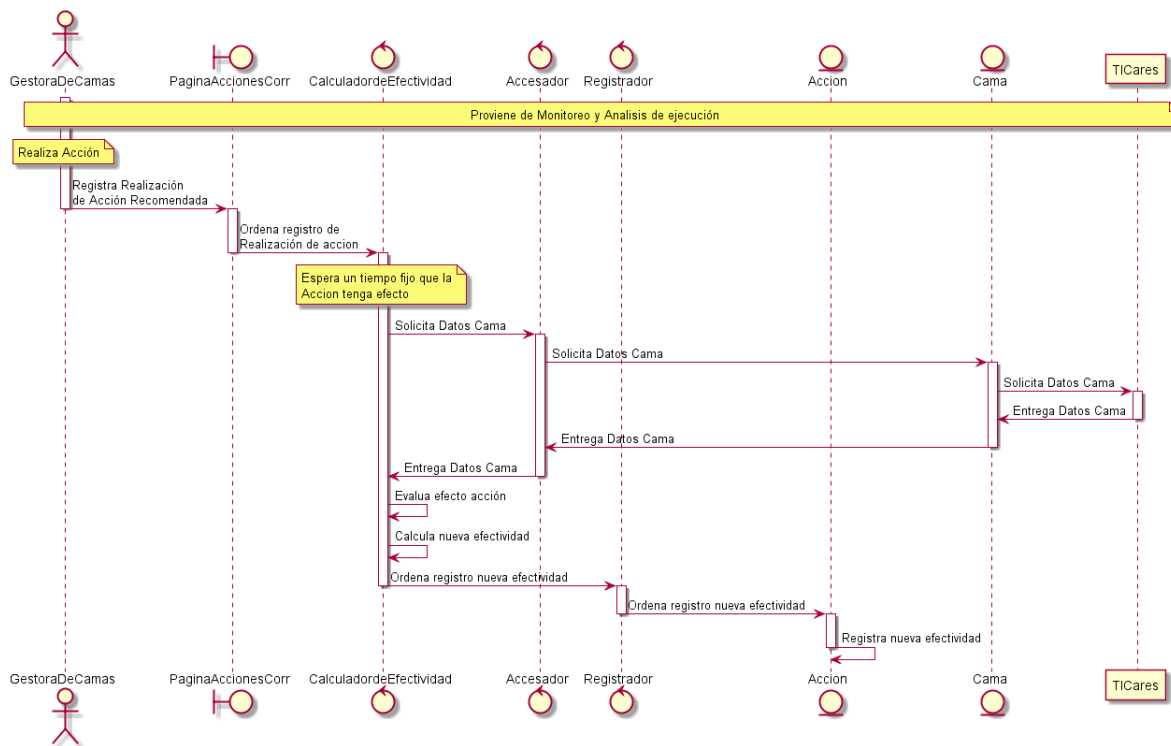 GestoraDeCamas
PaginaAccionesCorr
CalculadordeEfectividad
Accesador
Registrador
Accion
Cama
TICares
Proviene de Monitoreo y Analisis de ejecución
Realiza Acción
Registra Realización
de Acción Recomendada
Ordena registro de
Realización de accion
Espera un tiempo fijo que la
Accion tenga efecto
Solicita Datos Cama
Solicita Datos Cama
Solicita Datos Cama
Entrega Datos Cama
Entrega Datos Cama
Entrega Datos Cama
Evalua efecto acción
Calcula nueva efectividad
Ordena registro nueva efectividad
Ordena registro nueva efectividad
Registra nueva efectividad
GestoraDeCamas
PaginaAccionesCorr
CalculadordeEfectividad
Accesador
Registrador
Accion
Cama
TICares